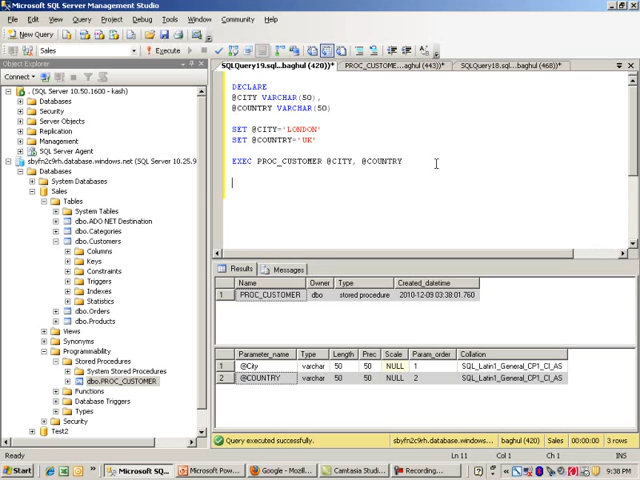 Microsoft SQL Server Management Studio
File Edit View Query Project Debug Tools Window Community Help
New Query
Sales Execute
Object Explorer
Connect
. (SQL Server 10.50.1600 - kash)
Databases
Security
Server Objects
Replication
Management
SQL Server Agent
sbyfn2c9rh.database.windows.net (SQL Server 10.25.9
Databases
System Databases
Sales
Tables
System Tables
dbo.ADO NET Destination
dbo.Categories
dbo.Customers
Columns
Keys
Constraints
Triggers
Indexes
Statistics
dbo.Orders
dbo.Products
Views
Synonyms
Programmability
Stored Procedures
System Stored Procedures
dbo.PROC_CUSTOMER
Functions
Database Triggers
Types
Security
Test2
SQLQuery19.sql...baghul (420))* PROC_CUSTOME...aghul (443))* SQLQuery18.sql...baghul (468))*
DECLARE
@CITY VARCHAR(50),
@COUNTRY VARCHAR(50)
SET @CITY='LONDON'
SET @COUNTRY='UK'
EXEC PROC_CUSTOMER @CITY, @COUNTRY
Results Messages
Name Owner Type Created_datetime
1 PROC_CUSTOMER dbo stored procedure 2010-12-09 03:38:01.760
Parameter_name Type Length Prec Scale Param_order Collation
1 @City varchar 50 50 NULL 1 SQL_Latin1_General_CP1_CI_AS
2 @COUNTRY varchar 50 50 NULL 2 SQL_Latin1_General_CP1_CI_AS
Query executed successfully. sbyfn2c9rh.database.windows... baghul (420) Sales 00:00:00 3 rows
Ready Ln 11 Col 1 Ch 1 INS
Start Microsoft SQ... Microsoft Pow... Google - Mozill... Camtasia Studi... Recording... 9:38 PM